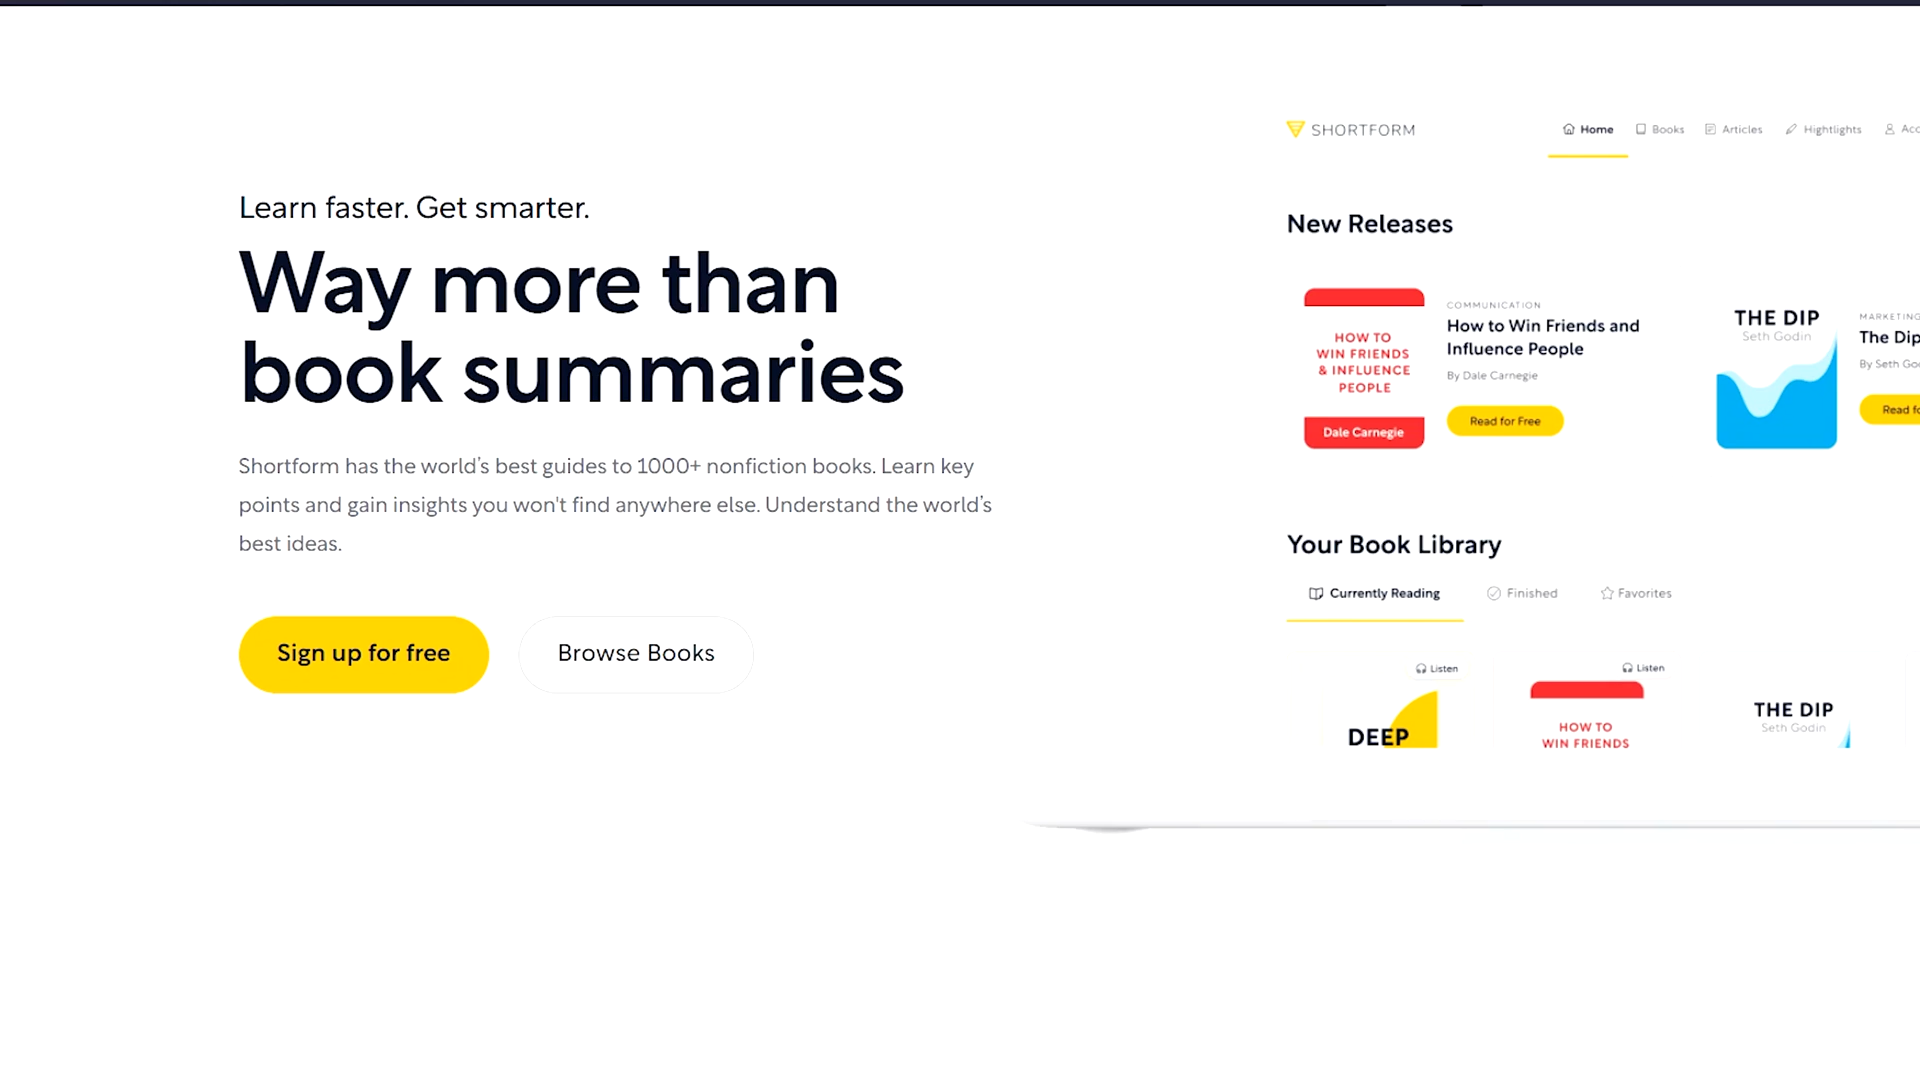 Learn faster. Get smarter.
Way more than
book summaries
Shortform has the world’s best guides to 1000+ nonfiction books. Learn key
points and gain insights you won't find anywhere else. Understand the world’s
best ideas.
Sign up for free
Browse Books
SHORTFORM
Home
Books
Articles
Hightlights
New Releases
HOW TO
WIN FRIENDS
& INFLUENCE
PEOPLE
Dale Carnegie
COMMUNICATION
How to Win Friends and
Influence People
By Dale Carnegie
Read for Free
THE DIP
Seth Godin
MARKETING
The Dip
By Seth
Read
Your Book Library
Currently Reading
Finished
Favorites
Listen
DEEP
Listen
HOW TO
WIN FRIENDS
THE DIP
Seth Godin